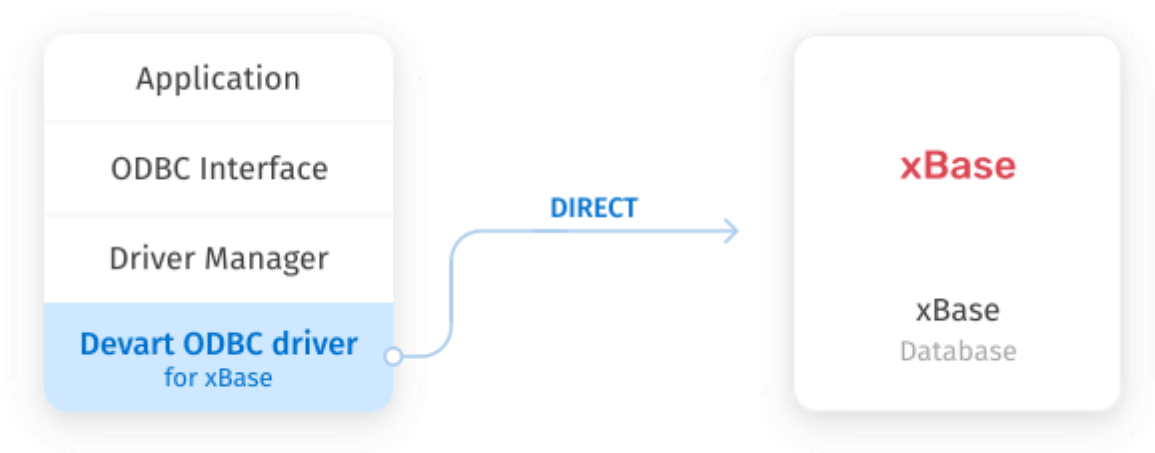 Application
ODBC Interface
Driver Manager
Devart ODBC driver
for xBase
DIRECT
xBase
xBase
Database